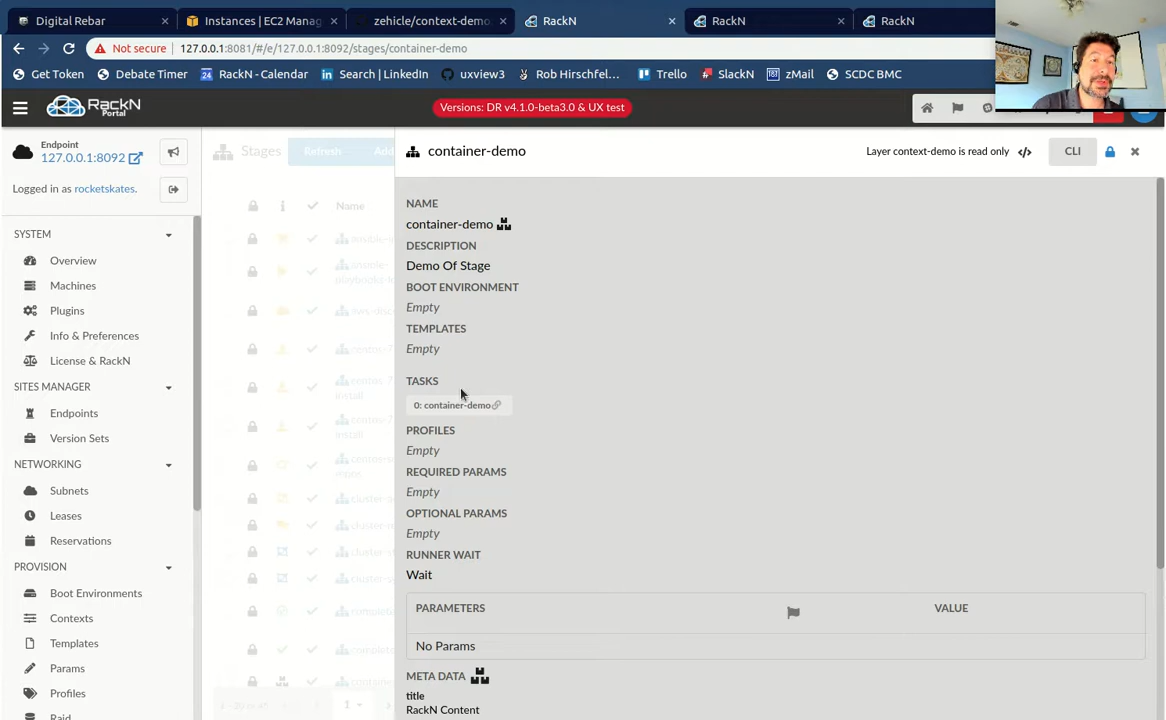 Digital Rebar
Instances | EC2 Manag
zehicle/context-demo
RackN
RackN
RackN
Not secure | 127.0.0.1:8081/#/e/127.0.0.1:8092/stages/container-demo
Get Token
Debate Timer
RackN - Calendar
Search | LinkedIn
uxview3
Rob Hirschfel...
Trello
SlackN
zMail
SCDC BMC
RackN
Portal
Versions: DR v4.1.0-beta3.0 & UX test
Endpoint
127.0.0.1:8092
Logged in as rocketskates.
SYSTEM
Overview
Machines
Plugins
Info & Preferences
License & RackN
SITES MANAGER
Endpoints
Version Sets
NETWORKING
Subnets
Leases
Reservations
PROVISION
Boot Environments
Contexts
Templates
Params
Profiles
Raid
Stages
Refresh
Add
Name
container-demo
Layer context-demo is read only
CLI
NAME
container-demo
DESCRIPTION
Demo Of Stage
BOOT ENVIRONMENT
Empty
TEMPLATES
Empty
TASKS
0: container-demo
PROFILES
Empty
REQUIRED PARAMS
Empty
OPTIONAL PARAMS
Empty
RUNNER WAIT
Wait
PARAMETERS
VALUE
No Params
META DATA
title
RackN Content